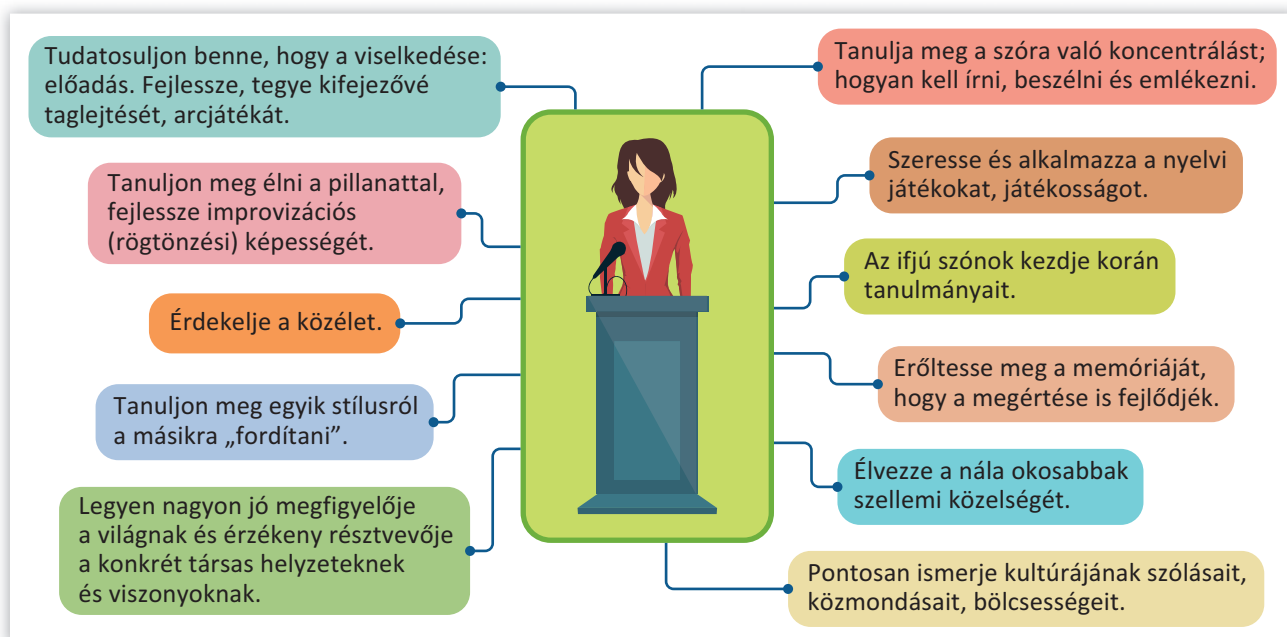 Tudatosuljon benne, hogy a viselkedése:
előadás. Fejlessze, tegye kifejezővé
taglejtését, arcjátékát.
Tanuljon meg élni a pillanattal,
fejlessze improvizációs
(rögtönzési) képességét.
Érdekelje a közélet.
Tanuljon meg egyik stílusról
a másikra „fordítani”.
Legyen nagyon jó megfigyelője
a világnak és érzékeny résztvevője
a konkrét társas helyzeteknek
és viszonyoknak.
Tanulja meg a szóra való koncentrálást;
hogyan kell írni, beszélni és emlékezni.
Szeresse és alkalmazza a nyelvi
játékokat, játékosságot.
Az ifjú szónok kezdje korán
tanulmányait.
Erőltesse meg a memóriáját,
hogy a megértése is fejlődjék.
Élvezze a nála okosabbak
szellemi közelségét.
Pontosan ismerje kultúrájának szólásait,
közmondásait, bölcsességeit.